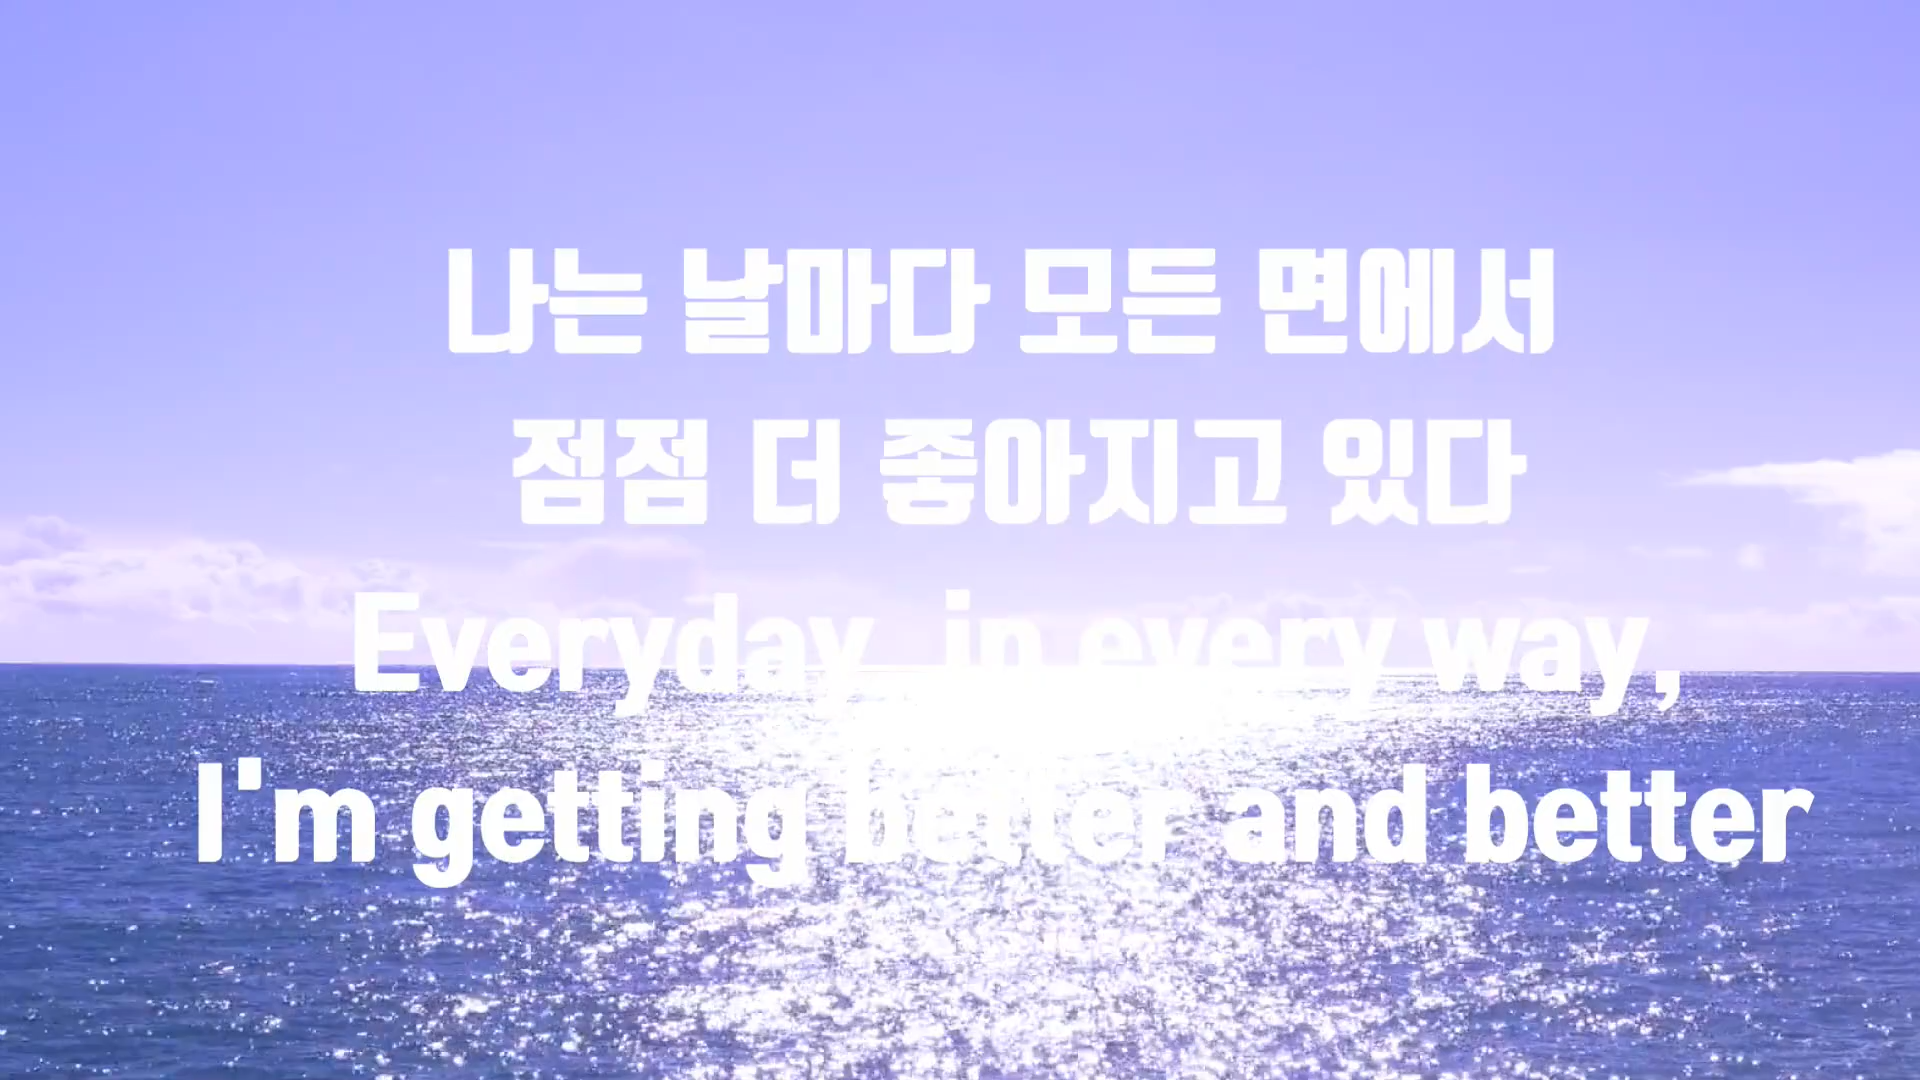 나는 날마다 모든 면에서
점점 더 좋아지고 있다
Everyday, in every way,
I'm getting better and better